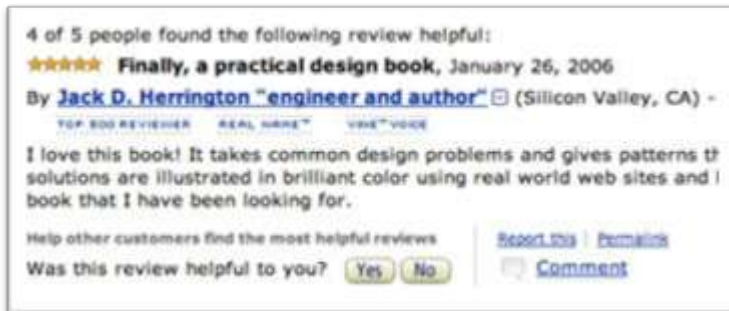 4 of 5 people found the following review helpful:
Finally, a practical design book, January 26, 2006
By Jack D. Herrington "engineer and author" (Silicon Valley, CA) -
TOP 500 REVIEWER REAL NAME™ VINE™ VOICE
I love this book! It takes common design problems and gives patterns th
solutions are illustrated in brilliant color using real world web sites and
book that I have been looking for.
Help other customers find the most helpful reviews
Report this | Permalink
Was this review helpful to you? Yes No
Comment